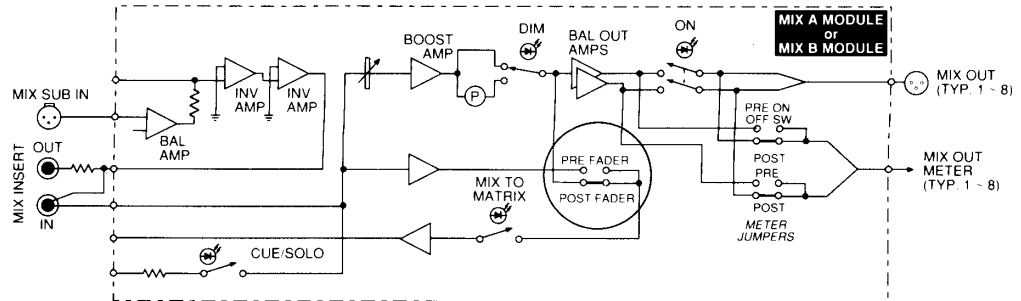 MIX A MODULE
or
MIX B MODULE
DIM
ON
BOOST
AMP
BAL OUT
AMPS
INV
AMP
INV
AMP
P
MIX OUT
(TYP. 1 ~ 8)
MIX SUB IN
BAL
AMP
PRE ON
OFF SW
POST
MIX INSERT
OUT
IN
PRE FADER
POST FADER
MIX OUT
METER
(TYP. 1 ~ 8)
PRE
POST
METER
JUMPERS
MIX TO
MATRIX
CUE/SOLO